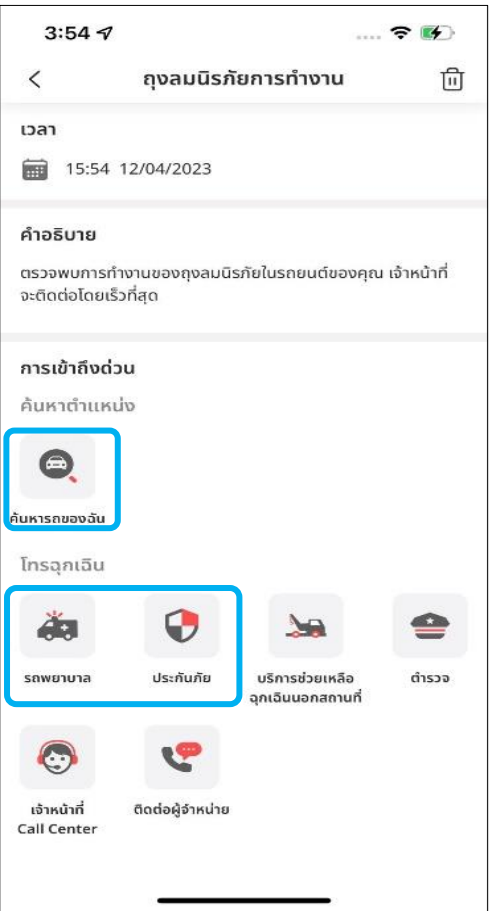 3:54
ถุงลมนิรภัยการทำงาน
เวลา
15:54 12/04/2023
คำอธิบาย
ตรวจพบการทำงานของถุงลมนิรภัยในรถยนต์ของคุณ เจ้าหน้าที่
จะติดต่อโดยเร็วที่สุด
การเข้าถึงด่วน
ค้นหาตำแหน่ง
ค้นหารถของฉัน
โทรฉุกเฉิน
รถพยาบาล
ประกันภัย
บริการช่วยเหลือ
ฉุกเฉินนอกสถานที่
ตำรวจ
เจ้าหน้าที่
Call Center
ติดต่อผู้จำหน่าย